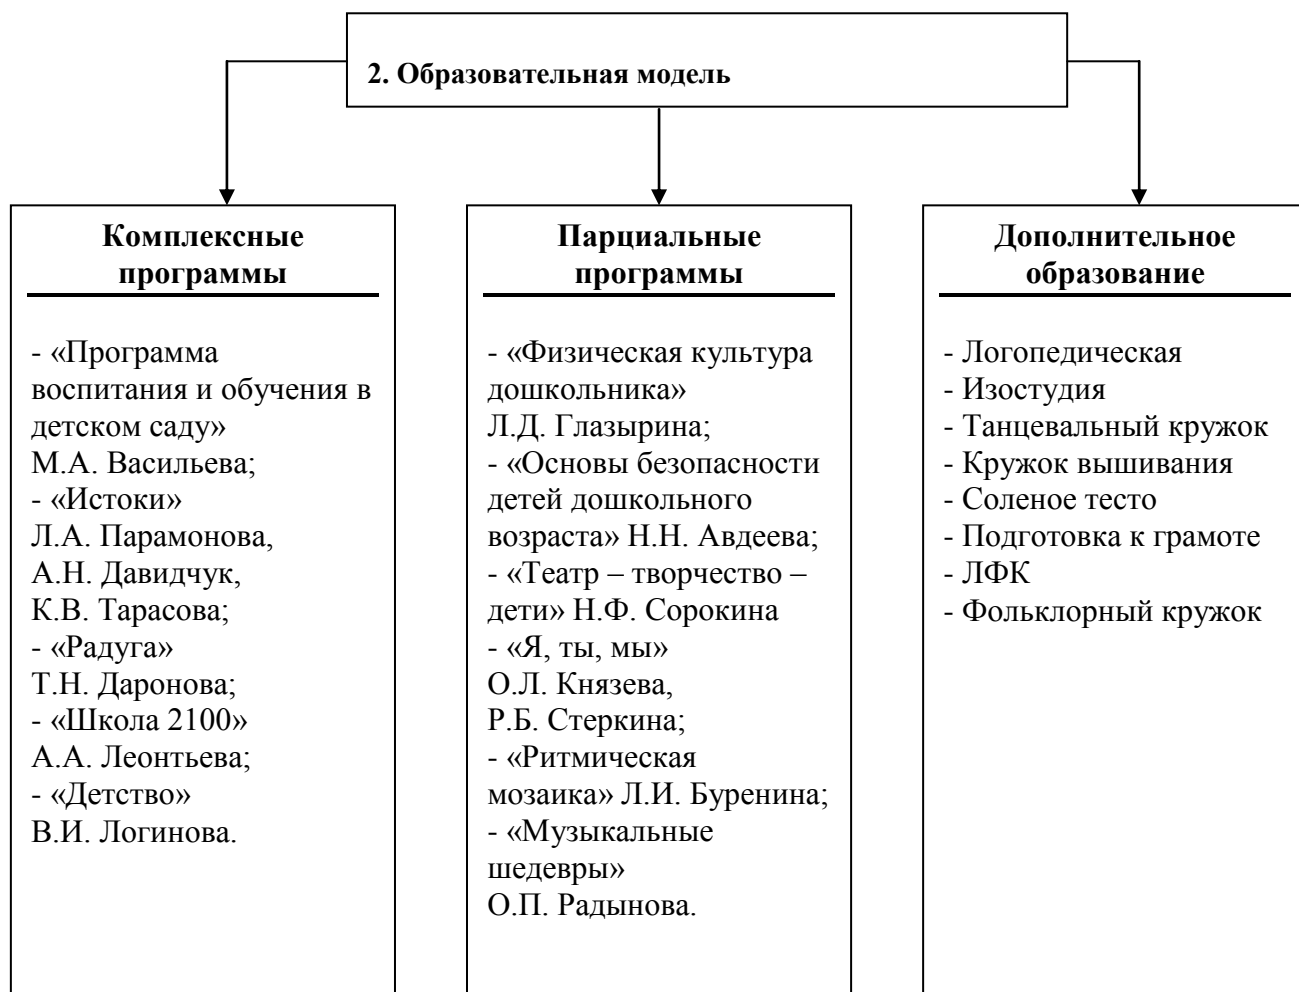 2. Образовательная модель
Комплексные
программы
- «Программа
воспитания и обучения в
детском саду»
М.А. Васильева;
- «Истоки»
Л.А. Парамонова,
А.Н. Давидчук,
К.В. Тарасова;
- «Радуга»
Т.Н. Даронова;
- «Школа 2100»
А.А. Леонтьева;
- «Детство»
В.И. Логинова.
Парциальные
программы
- «Физическая культура
дошкольника»
Л.Д. Глазырина;
- «Основы безопасности
детей дошкольного
возраста» Н.Н. Авдеева;
- «Театр – творчество –
дети» Н.Ф. Сорокина
- «Я, ты, мы»
О.Л. Князева,
Р.Б. Стеркина;
- «Ритмическая
мозаика» Л.И. Буренина;
- «Музыкальные
шедевры»
О.П. Радынова.
Дополнительное
образование
- Логопедическая
- Изостудия
- Танцевальный кружок
- Кружок вышивания
- Соленое тесто
- Подготовка к грамоте
- ЛФК
- Фольклорный кружок